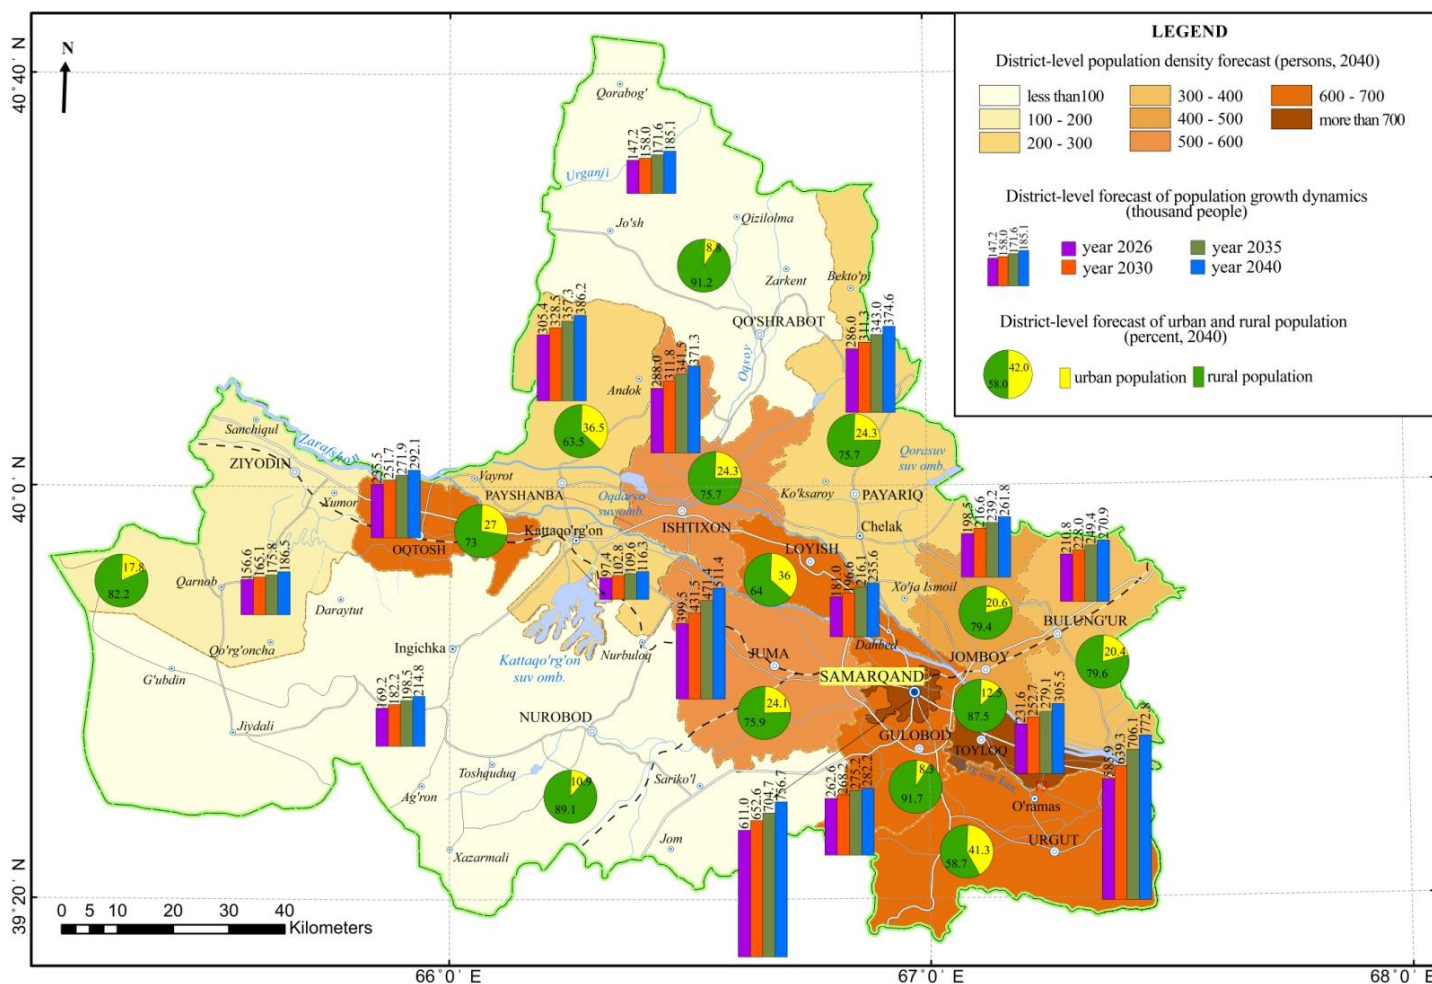 LEGEND
District-level population density forecast (persons, 2040)
less than100
100 - 200
200 - 300
300 - 400
400 - 500
500 - 600
600 - 700
more than 700
District-level forecast of population growth dynamics
(thousand people)
147.2
158.0
171.6
185.1
year 2026
year 2030
year 2035
year 2040
District-level forecast of urban and rural population
(percent, 2040)
58.0
42.0
urban population
rural population
N
40° 40' N
40° 0' N
39° 20' N
66°0' E
67°0' E
68°0' E
0 5 10 20 30 40
Kilometers
Qorabog'
147.2
158.0
171.6
185.1
Urganji
Jo'sh
Qizilolma
8.8
91.2
Zarkent
Bekto'pi
QO'SHRABOT
Oqsoy
305.4
328.5
357.3
386.2
Andok
36.5
63.5
288.0
311.8
341.5
371.3
286.0
311.3
343.0
374.6
24.3
75.7
24.3
75.7
Qorasuv
suv omb.
Ko'ksaroy
PAYARIQ
Chelak
Sanchiqul
Zarafshon
ZIYODIN
Xumor
Vayrot
PAYSHANBA
Oqdaryo
suv omb.
ISHTIXON
Kattaqo'rg'on
235.5
251.7
271.9
292.1
27
73
OQTOSH
17.8
82.2
Qarnob
156.6
165.1
175.8
186.5
Daraytut
Qo'rg'oncha
G'ubdin
Jiydali
Ingichka
Kattaqo'rg'on
suv omb.
97.4
102.8
109.6
116.3
Nurbuloq
399.5
431.5
471.4
511.4
LOYISH
36
64
181.0
196.6
216.1
235.6
Dahbed
Xo'ja Ismoil
198.5
216.6
239.2
261.8
210.8
228.0
249.4
270.9
20.6
79.4
BULUNG'UR
20.4
79.6
JOMBOY
JUMA
SAMARQAND
24.1
75.9
12.5
87.5
231.6
252.7
279.1
305.5
GULOBOD
TOYLOQ
kan.
O'ramas
8.3
91.7
URGUT
41.3
58.7
585.9
639.3
706.1
772.8
262.6
268.2
275.2
282.2
611.0
652.6
704.7
756.7
169.2
182.2
198.5
214.8
NUROBOD
Toshquduq
Ag'ron
10.9
89.1
Sariko'l
Jom
Xazarmali